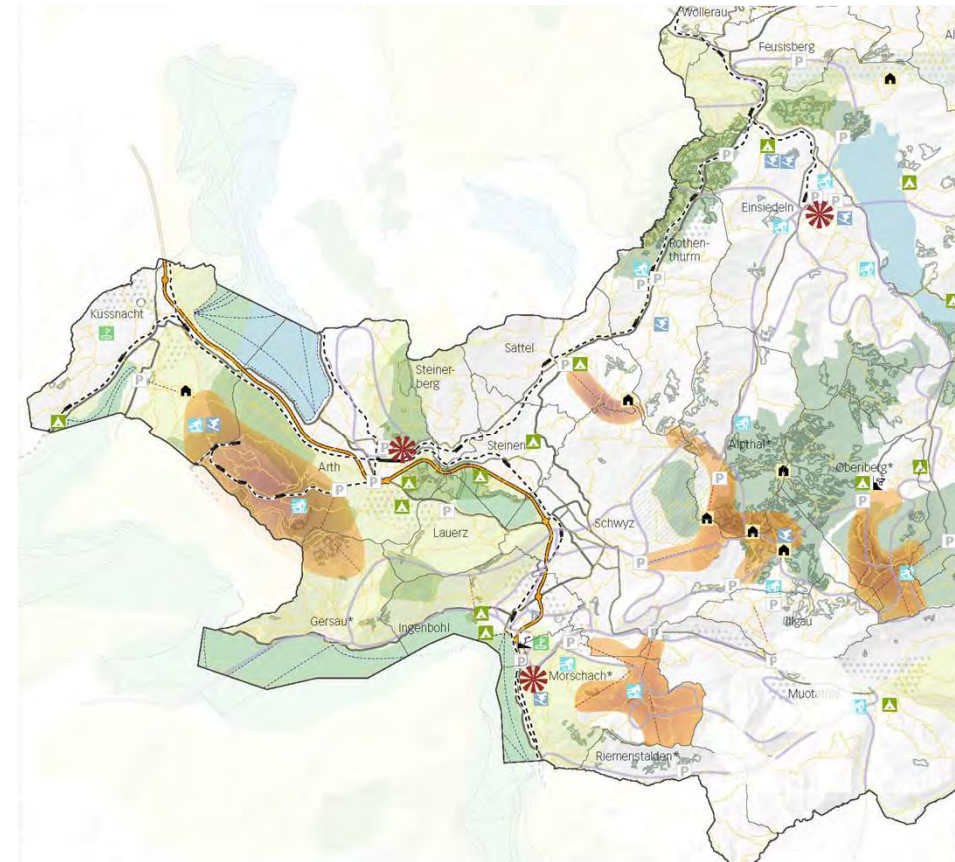 Wollerau
Feusisberg
P
Einsiedeln
Rothen-
thurm
Küssnacht
Sattel
Steiner-
berg
Steinen
Arth
Alpthal*
Oberiberg*
Schwyz
Lauerz
Gersau*
Ingenbohl
Illgau
Morschach*
Riemenstalden*